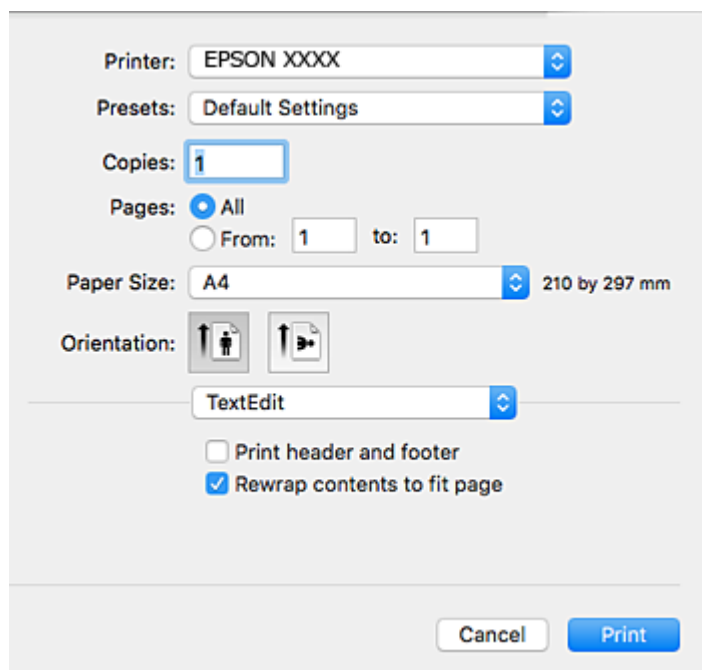 Printer: EPSON XXXX
Presets: Default Settings
Copies: 1
Pages: All
From: 1 to: 1
Paper Size: A4 210 by 297 mm
Orientation:
TextEdit
Print header and footer
Rewrap contents to fit page
Cancel Print